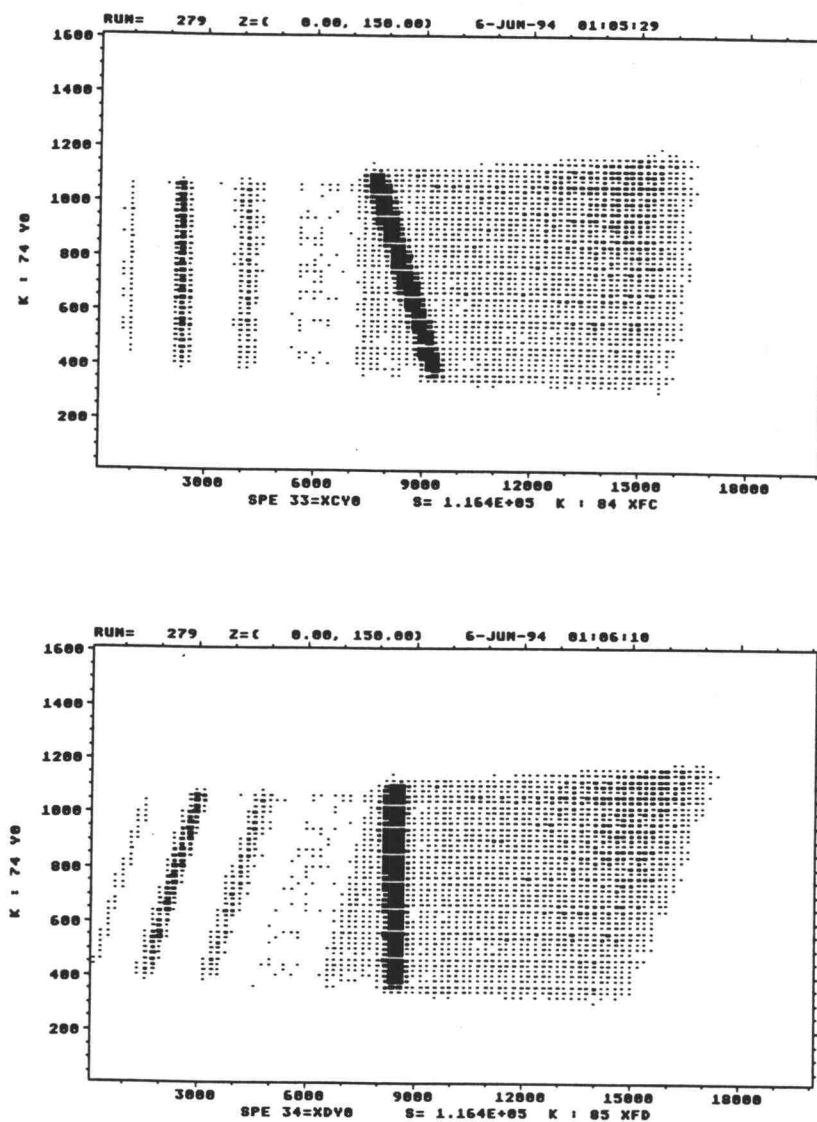 RUN= 279 Z=( 0.00, 150.00) 6-JUN-94 01:05:29
1600
1400
1200
1000
800
600
400
200
K : 74 Y0
3000 6000 9000 12000 15000 18000
SPE 33=XCY0 S= 1.164E+05 K : 84 XFC
RUN= 279 Z=( 0.00, 150.00) 6-JUN-94 01:06:10
1600
1400
1200
1000
800
600
400
200
K : 74 Y0
3000 6000 9000 12000 15000 18000
SPE 34=XDY0 S= 1.164E+05 K : 85 XFD